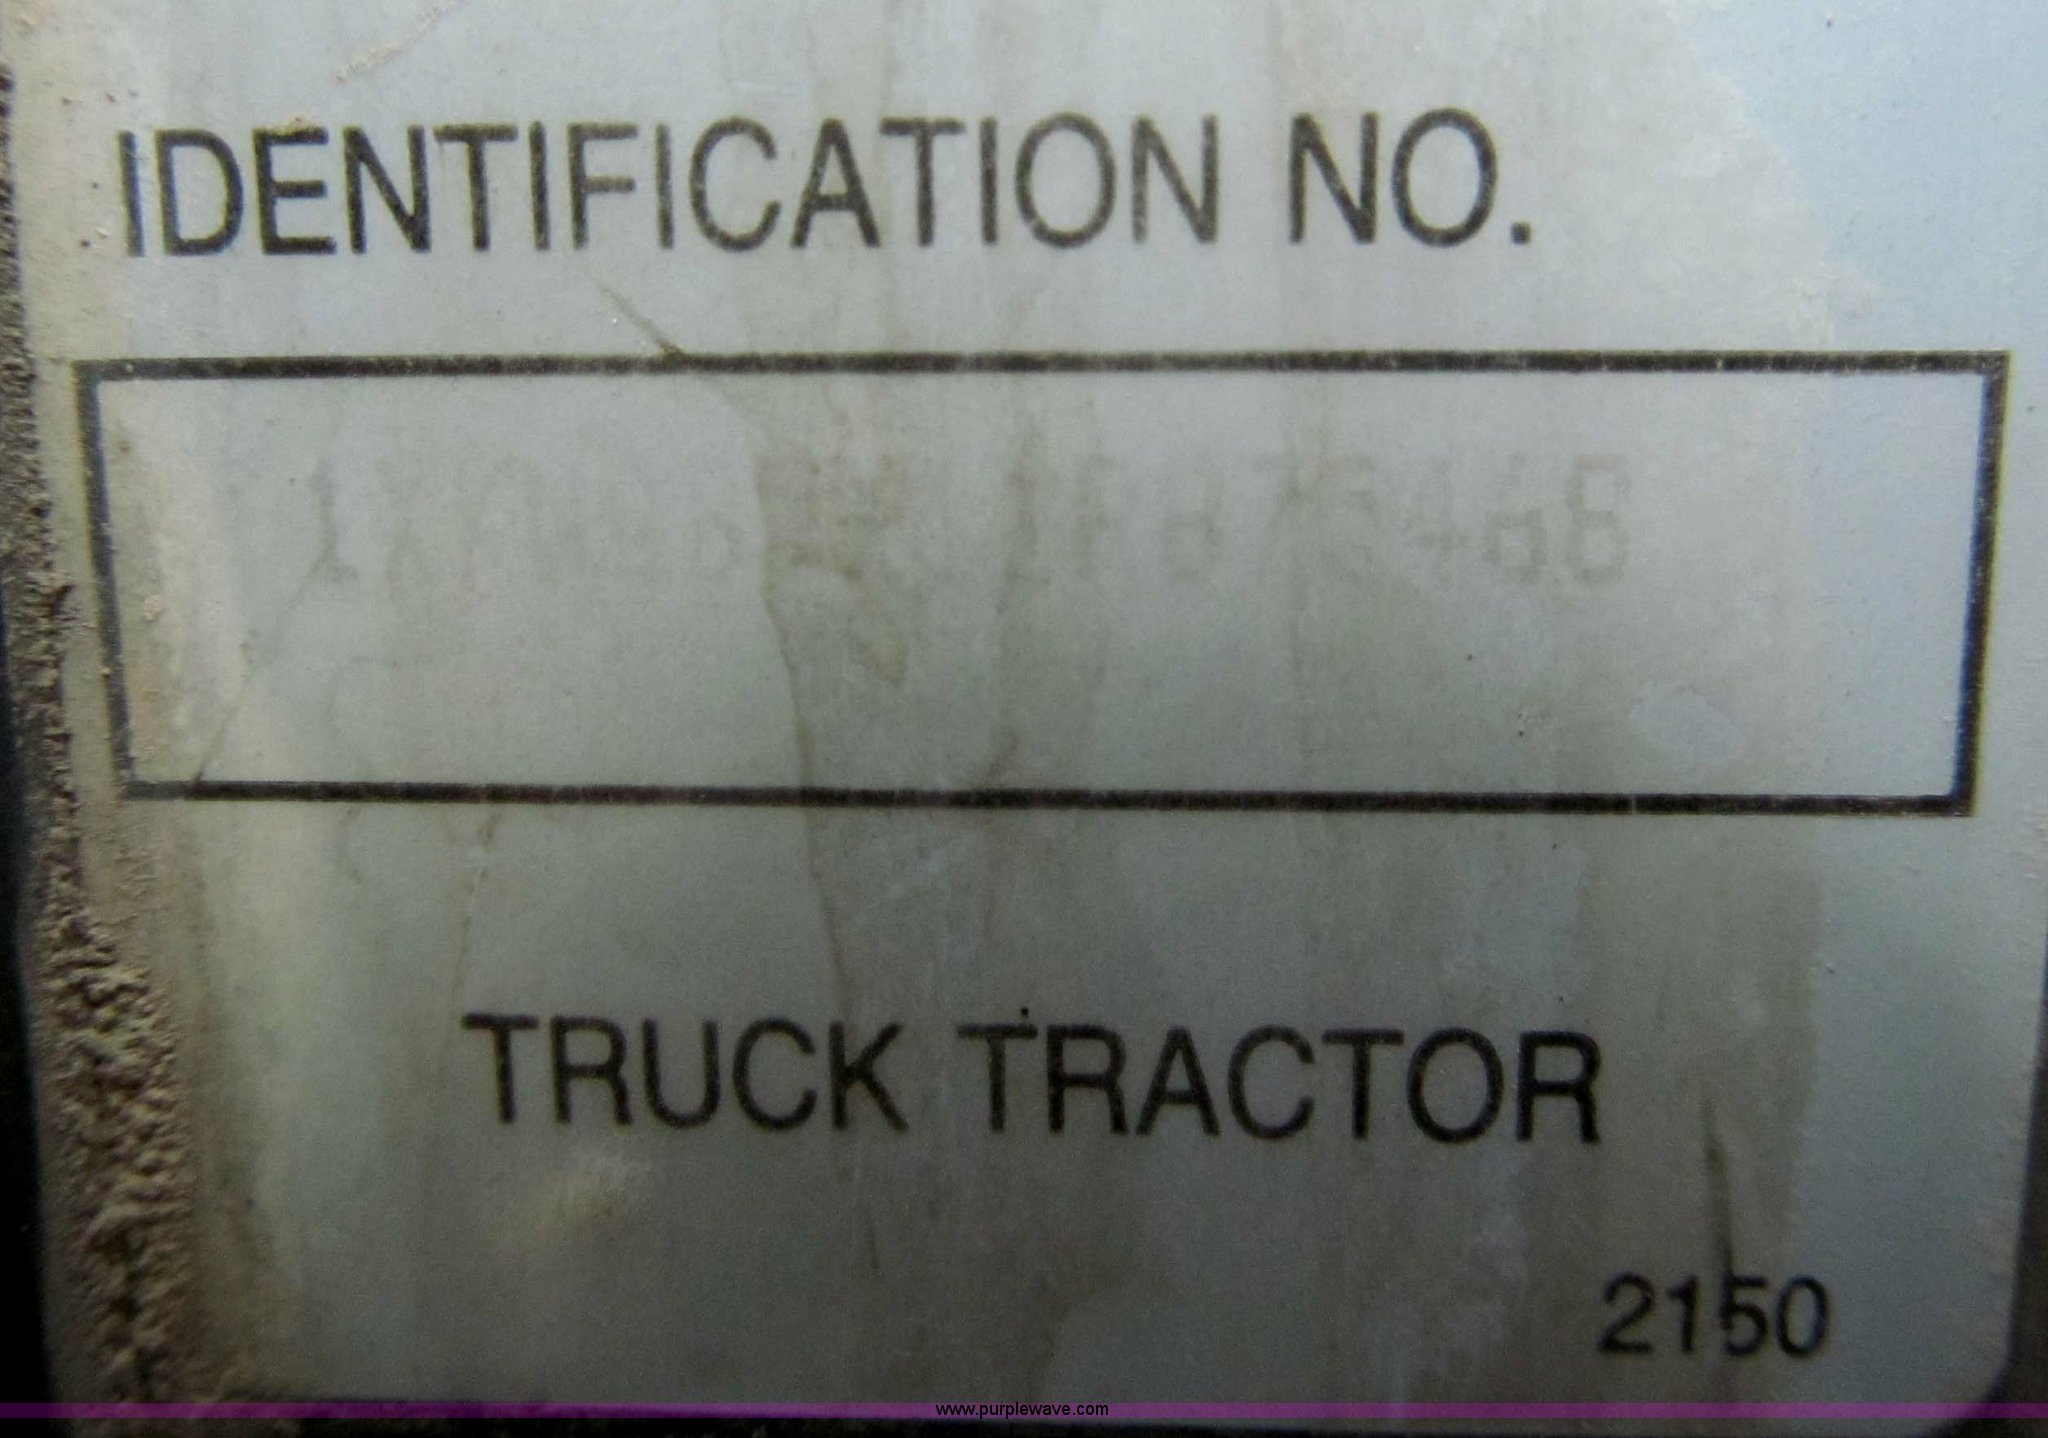 IDENTIFICATION NO.
TRUCK TRACTOR
2150
www.purplewave.com